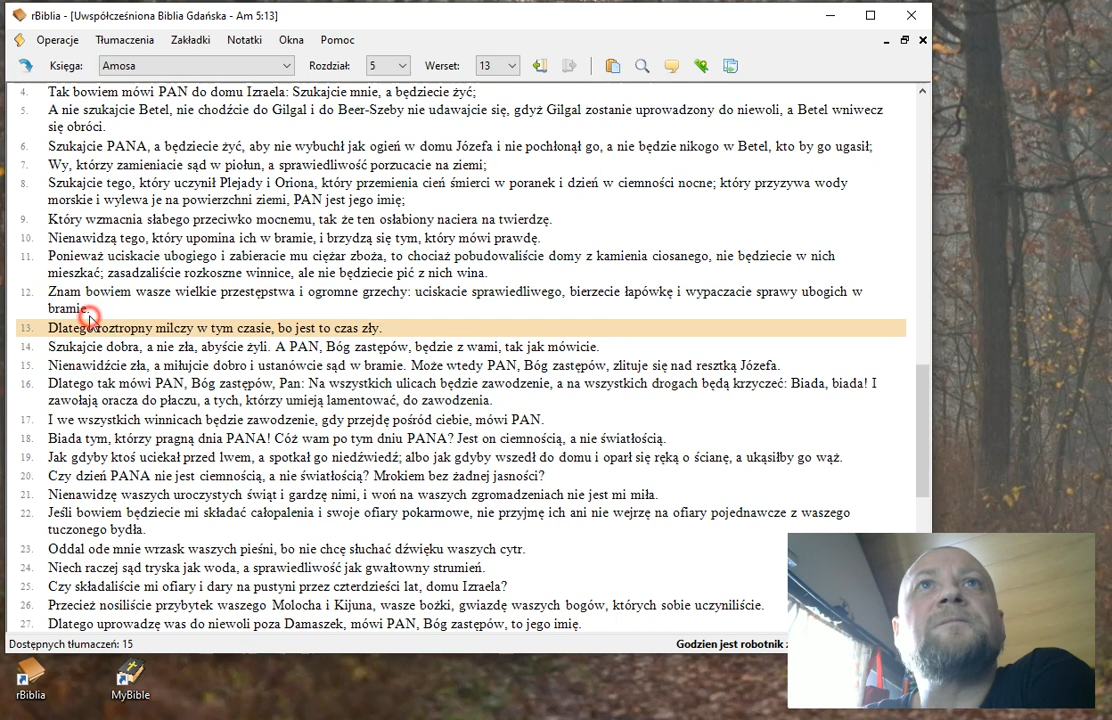 rBiblia - [Uwspółcześniona Biblia Gdańska - Am 5:13]
Operacje Tłumaczenia Zakładki Notatki Okna Pomoc
Księga: Amosa Rozdział: 5 Werset: 13
4. Tak bowiem mówi PAN do domu Izraela: Szukajcie mnie, a będziecie żyć;
5. A nie szukajcie Betel, nie chodźcie do Gilgal i do Beer-Szeby nie udawajcie się, gdyż Gilgal zostanie uprowadzony do niewoli, a Betel wniwecz
się obróci.
6. Szukajcie PANA, a będziecie żyć, aby nie wybuchł jak ogień w domu Józefa i nie pochłonął go, a nie będzie nikogo w Betel, kto by go ugasił;
7. Wy, którzy zamieniacie sąd w piołun, a sprawiedliwość porzucacie na ziemi;
8. Szukajcie tego, który uczynił Plejady i Oriona, który przemienia cień śmierci w poranek i dzień w ciemności nocne; który przyzywa wody
morskie i wylewa je na powierzchni ziemi, PAN jest jego imię;
9. Który wzmacnia słabego przeciwko mocnemu, tak że ten osłabiony naciera na twierdzę.
10. Nienawidzą tego, który upomina ich w bramie, i brzydzą się tym, który mówi prawdę.
11. Ponieważ uciskacie ubogiego i zabieracie mu ciężar zboża, to chociaż pobudowaliście domy z kamienia ciosanego, nie będziecie w nich
mieszkać; zasadzaliście rozkoszne winnice, ale nie będziecie pić z nich wina.
12. Znam bowiem wasze wielkie przestępstwa i ogromne grzechy: uciskacie sprawiedliwego, bierzecie łapówkę i wypaczacie sprawy ubogich w
bramie.
13. Dlatego roztropny milczy w tym czasie, bo jest to czas zły.
14. Szukajcie dobra, a nie zła, abyście żyli. A PAN, Bóg zastępów, będzie z wami, tak jak mówicie.
15. Nienawidźcie zła, a miłujcie dobro i ustanówcie sąd w bramie. Może wtedy PAN, Bóg zastępów, zlituje się nad resztką Józefa.
16. Dlatego tak mówi PAN, Bóg zastępów, Pan: Na wszystkich ulicach będzie zawodzenie, a na wszystkich drogach będą krzyczeć: Biada, biada! I
zawołają oracza do płaczu, a tych, którzy umieją lamentować, do zawodzenia.
17. I we wszystkich winnicach będzie zawodzenie, gdy przejdę pośród ciebie, mówi PAN.
18. Biada tym, którzy pragną dnia PANA! Cóż wam po tym dniu PANA? Jest on ciemnością, a nie światłością.
19. Jak gdyby ktoś uciekał przed lwem, a spotkał go niedźwiedź; albo jak gdyby wszedł do domu i oparł się ręką o ścianę, a ukąsiłby go wąż.
20. Czy dzień PANA nie jest ciemnością, a nie światłością? Mrokiem bez żadnej jasności?
21. Nienawidzę waszych uroczystych świąt i gardzę nimi, i woń na waszych zgromadzeniach nie jest mi miła.
22. Jeśli bowiem będziecie mi składać całopalenia i swoje ofiary pokarmowe, nie przyjmę ich ani nie wejrzę na ofiary pojednawcze z waszego
tuczonego bydła.
23. Oddal ode mnie wrzask waszych pieśni, bo nie chcę słuchać dźwięku waszych cytr.
24. Niech raczej sąd tryska jak woda, a sprawiedliwość jak gwałtowny strumień.
25. Czy składaliście mi ofiary i dary na pustyni przez czterdzieści lat, domu Izraela?
26. Przecież nosiliście przybytek waszego Molocha i Kijuna, wasze bożki, gwiazdę waszych bogów, których sobie uczyniliście.
27. Dlatego uprowadzę was do niewoli poza Damaszek, mówi PAN, Bóg zastępów, to jego imię.
Dostępnych tłumaczeń: 15 Godzien jest robotnik
rBiblia MyBible